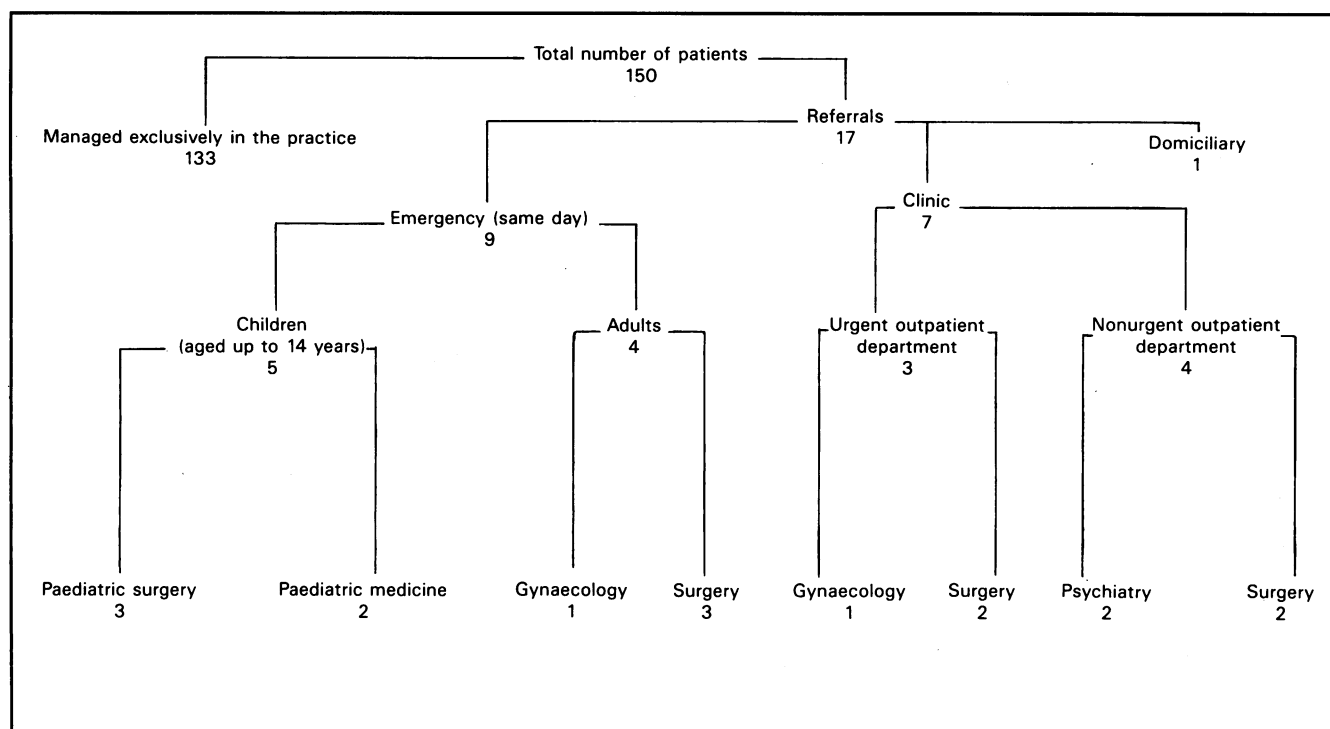 Total number of patients
150
Referrals
17
Managed exclusively in the practice
133
Domiciliary
1
Clinic
7
Emergency (same day)
9
Children
(aged up to 14 years)
5
Adults
4
Urgent outpatient
department
3
Nonurgent outpatient
department
4
Paediatric surgery
3
Paediatric medicine
2
Gynaecology
1
Surgery
3
Gynaecology
1
Surgery
2
Psychiatry
2
Surgery
2